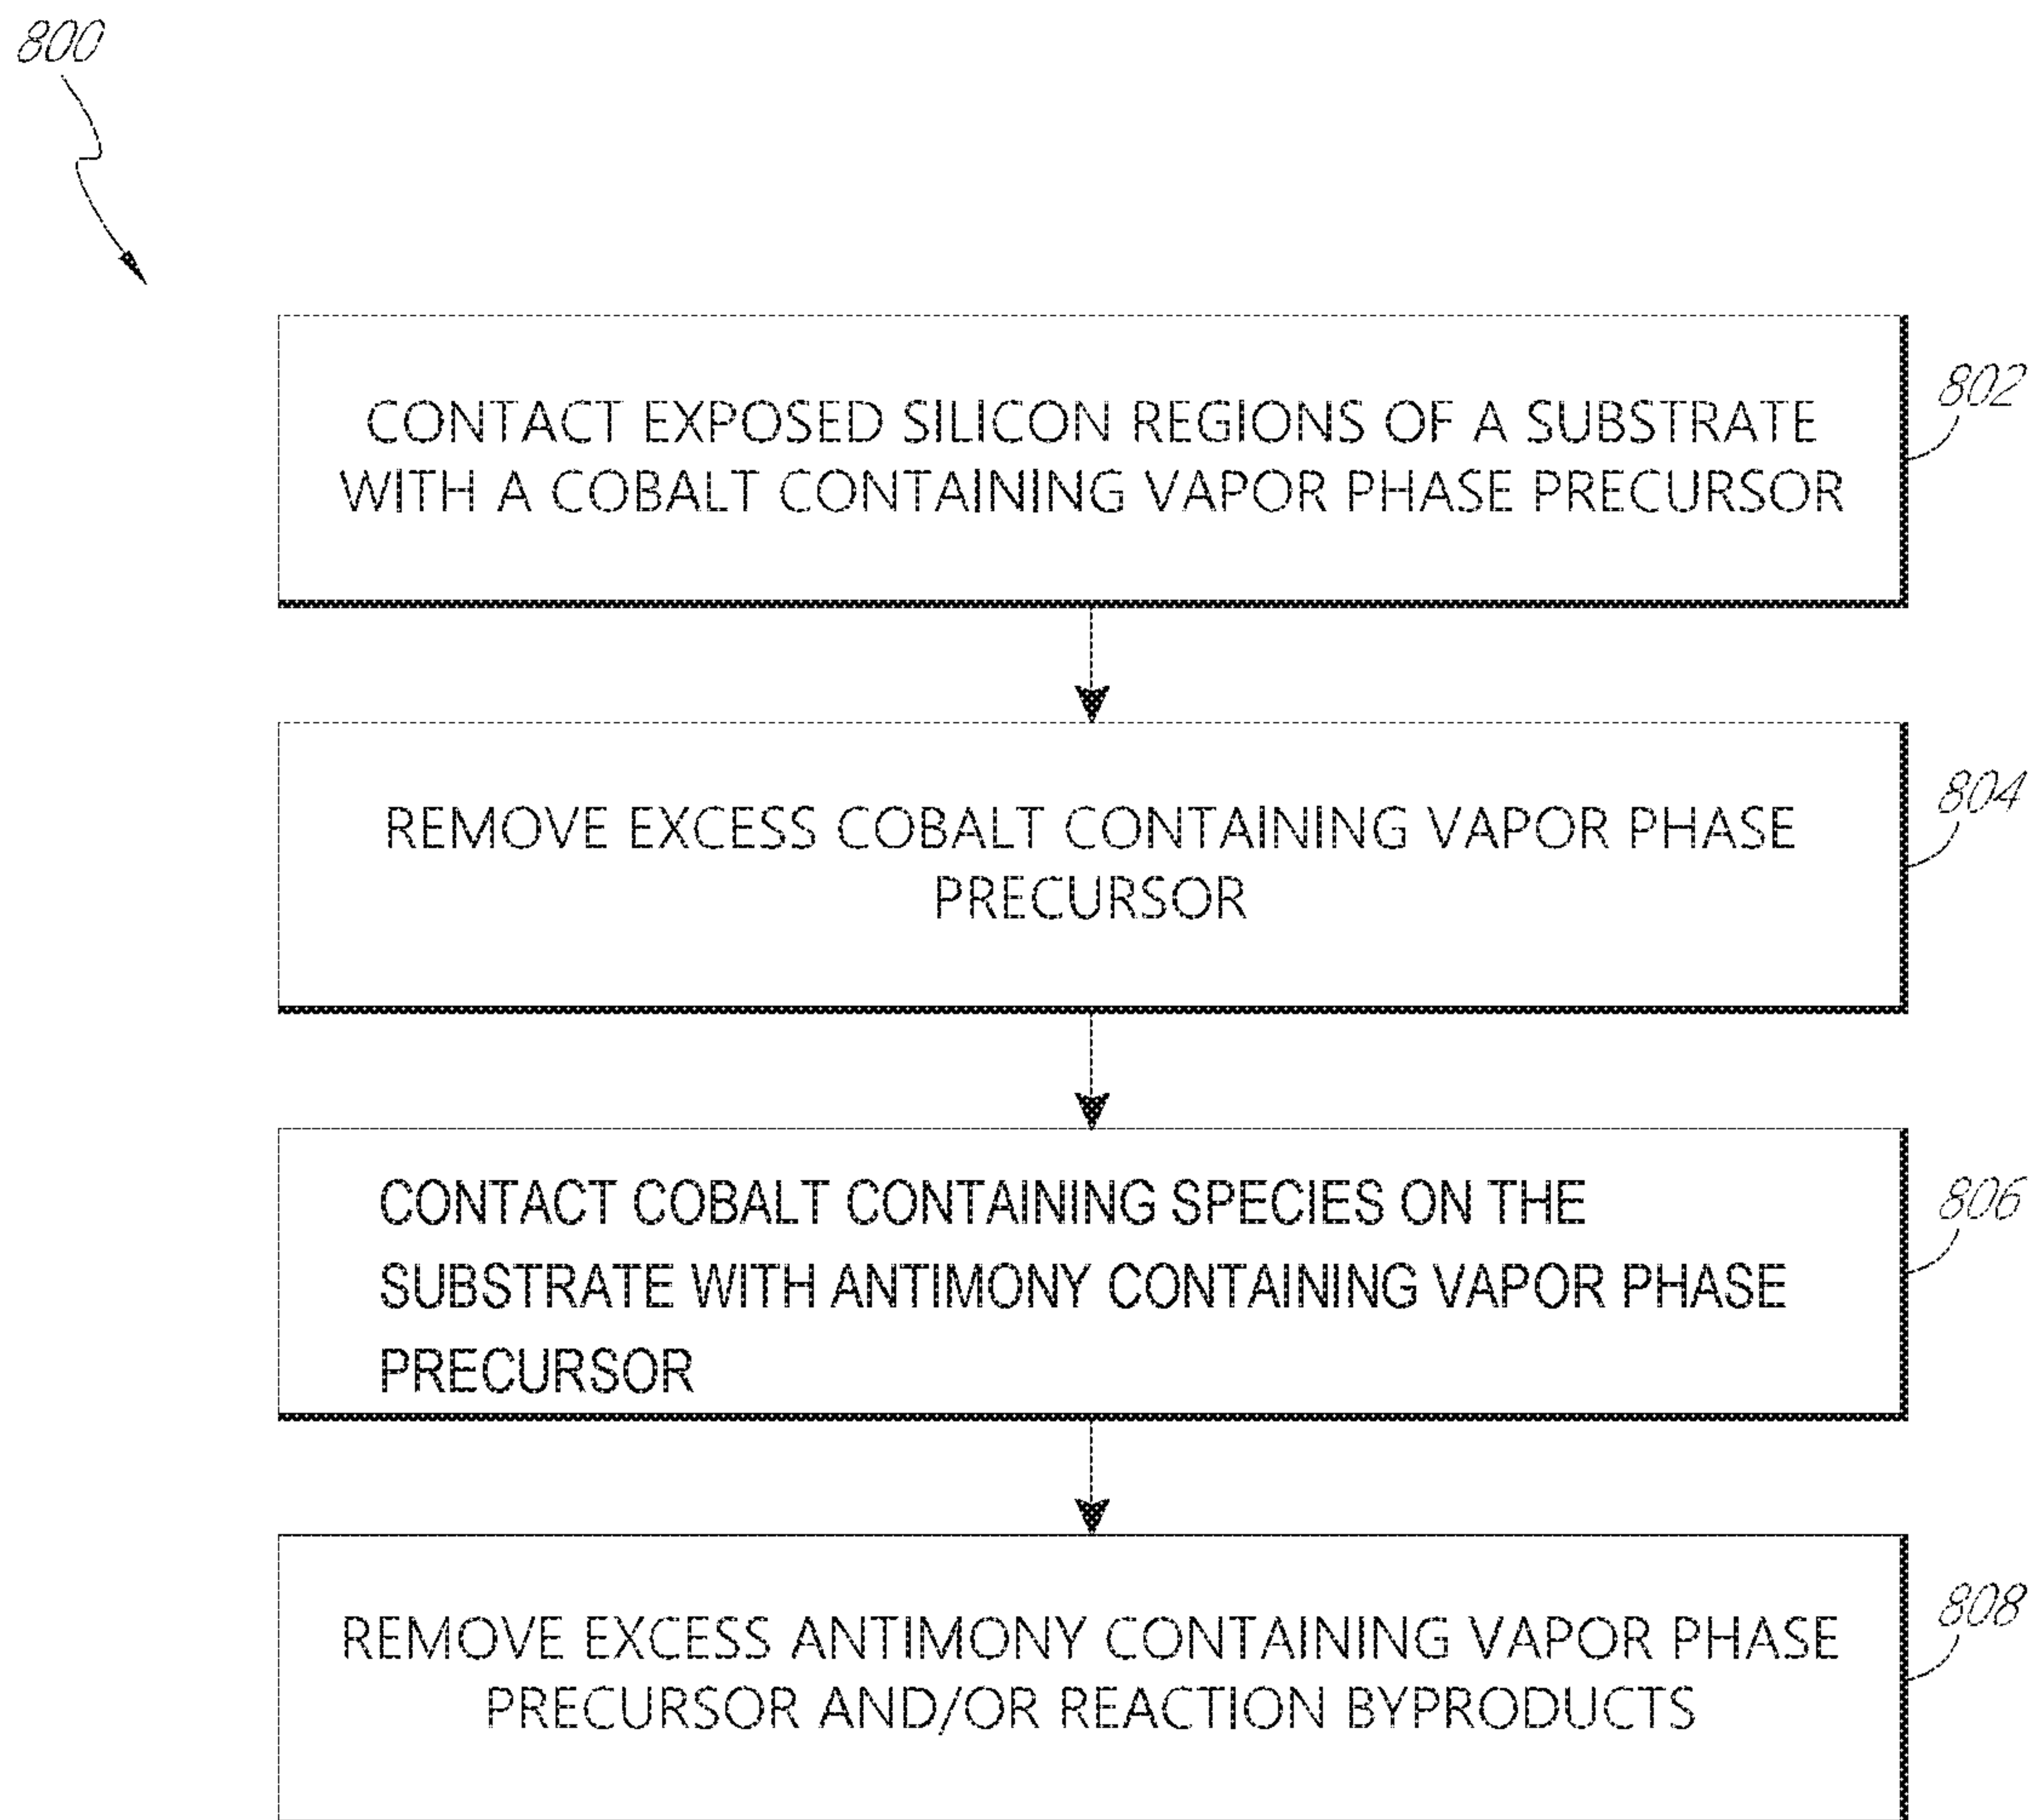 800
CONTACT EXPOSED SILICON REGIONS OF A SUBSTRATE
WITH A COBALT CONTAINING VAPOR PHASE PRECURSOR
802
REMOVE EXCESS COBALT CONTAINING VAPOR PHASE
PRECURSOR
804
CONTACT COBALT CONTAINING SPECIES ON THE
SUBSTRATE WITH ANTIMONY CONTAINING VAPOR PHASE
PRECURSOR
806
REMOVE EXCESS ANTIMONY CONTAINING VAPOR PHASE
PRECURSOR AND/OR REACTION BYPRODUCTS
808